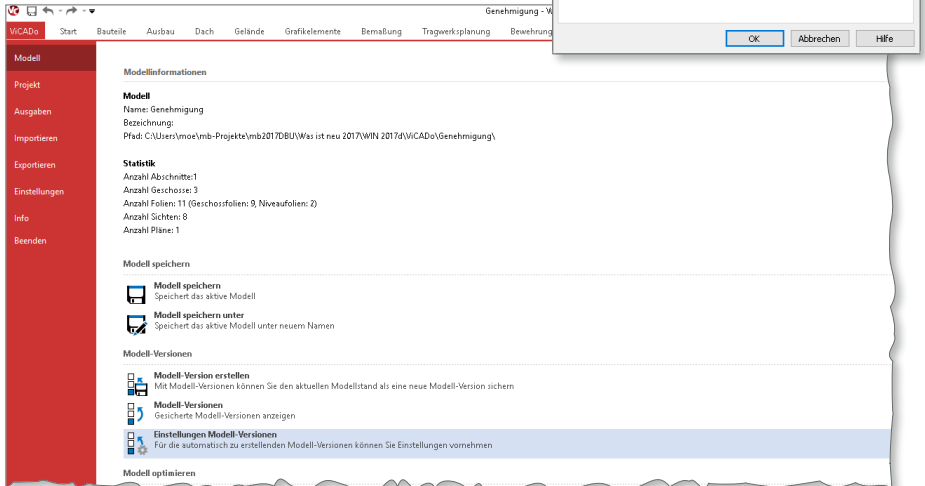 Genehmigung - V
ViCADo Start Bauteile Ausbau Dach Gelände Grafikelemente Bemaßung Tragwerksplanung Bewehrung
OK Abbrechen Hilfe
Modell
Projekt
Ausgaben
Importieren
Exportieren
Einstellungen
Info
Beenden
Modellinformationen
Modell
Name: Genehmigung
Bezeichnung:
Pfad: C:\Users\moe\mb-Projekte\mb2017DBU\Was ist neu 2017\WIN 2017d\ViCADo\Genehmigung\
Statistik
Anzahl Abschnitte:1
Anzahl Geschosse: 3
Anzahl Folien: 11 (Geschossfolien: 9, Niveaufolien: 2)
Anzahl Sichten: 8
Anzahl Pläne: 1
Modell speichern
Modell speichern
Speichert das aktive Modell
Modell speichern unter
Speichert das aktive Modell unter neuem Namen
Modell-Versionen
Modell-Version erstellen
Mit Modell-Versionen können Sie den aktuellen Modellstand als eine neue Modell-Version sichern
Modell-Versionen
Gesicherte Modell-Versionen anzeigen
Einstellungen Modell-Versionen
Für die automatisch zu erstellenden Modell-Versionen können Sie Einstellungen vornehmen
Modell optimieren